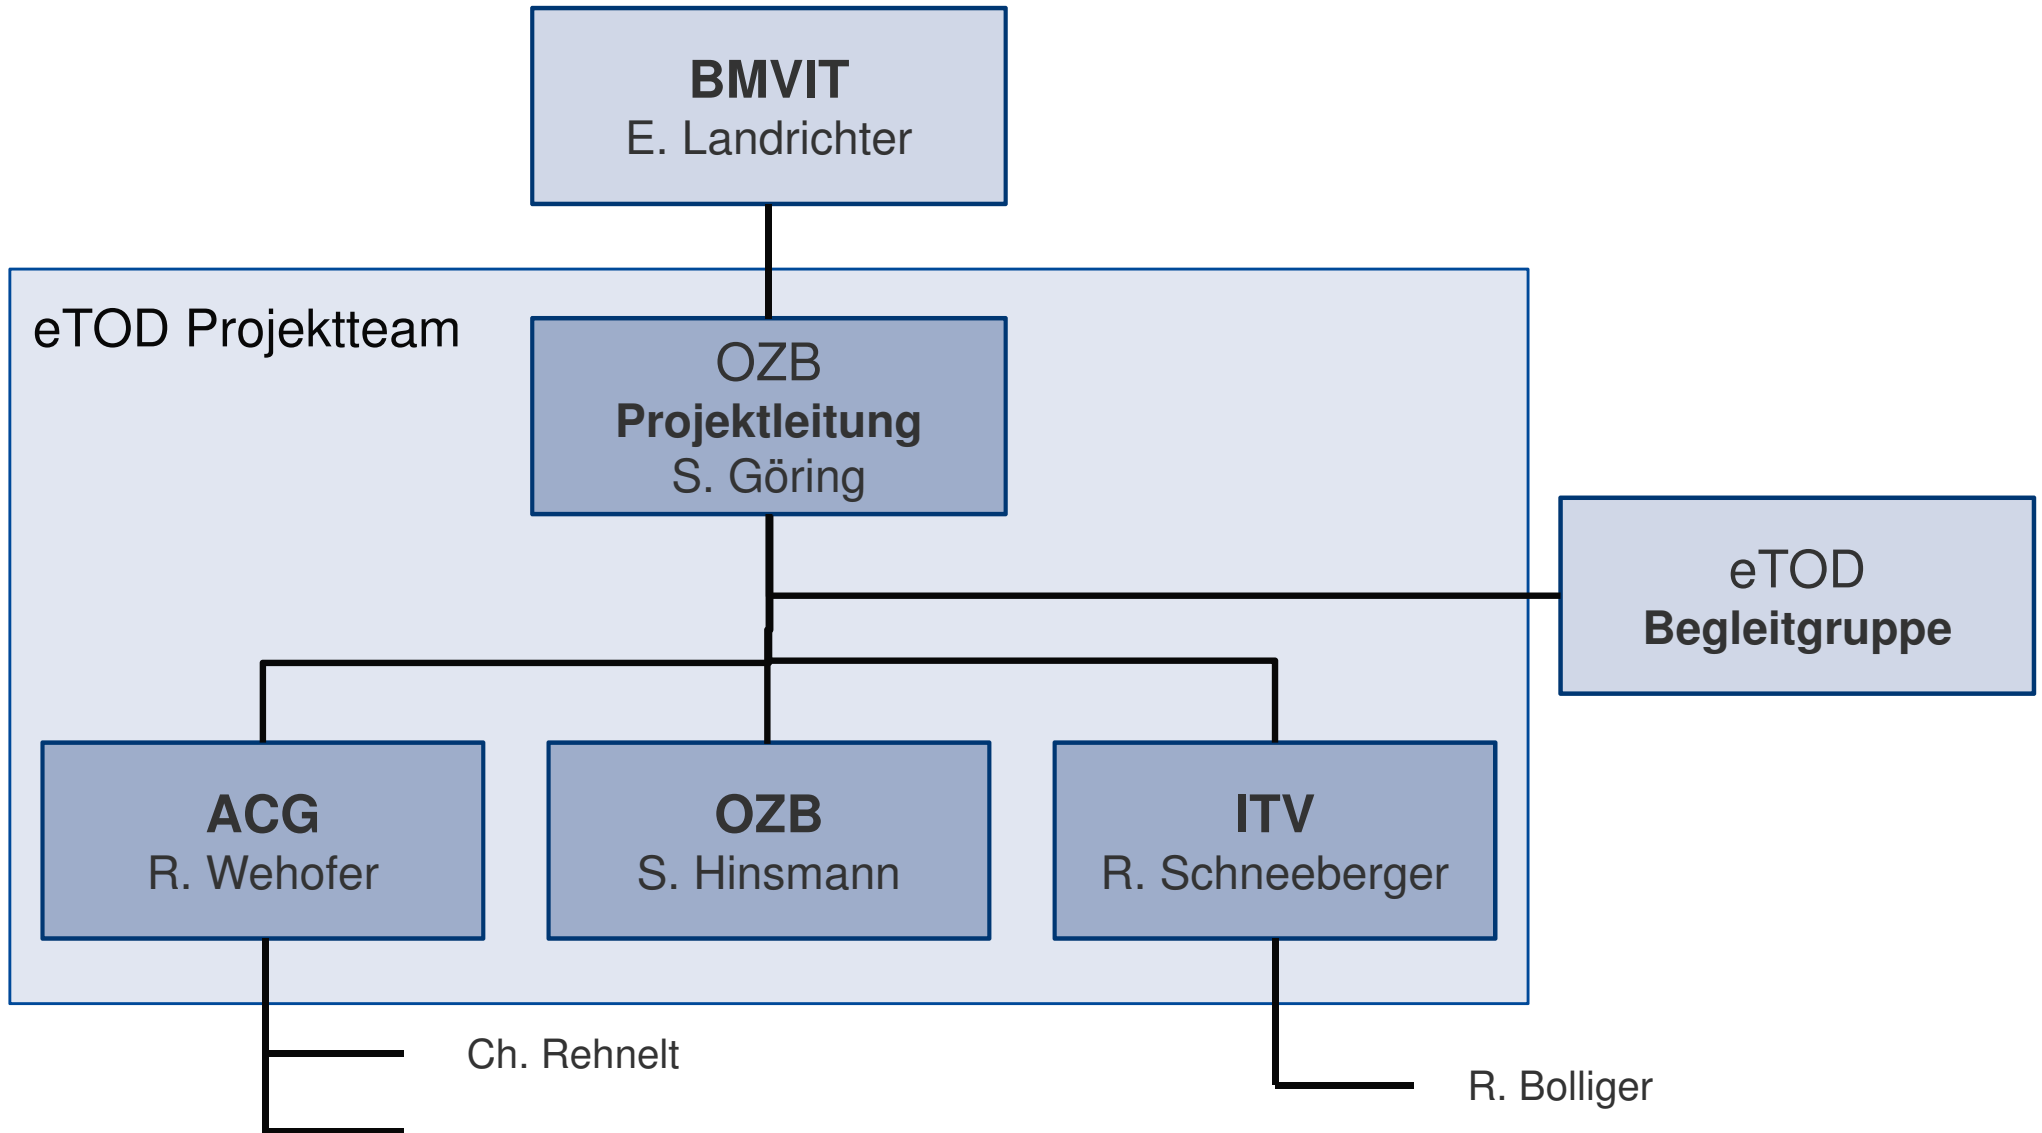 BMVIT
E. Landrichter
eTOD Projektteam
OZB
Projektleitung
S. Göring
eTOD
Begleitgruppe
ACG
R. Wehofer
OZB
S. Hinsmann
ITV
R. Schneeberger
Ch. Rehnelt
R. Bolliger